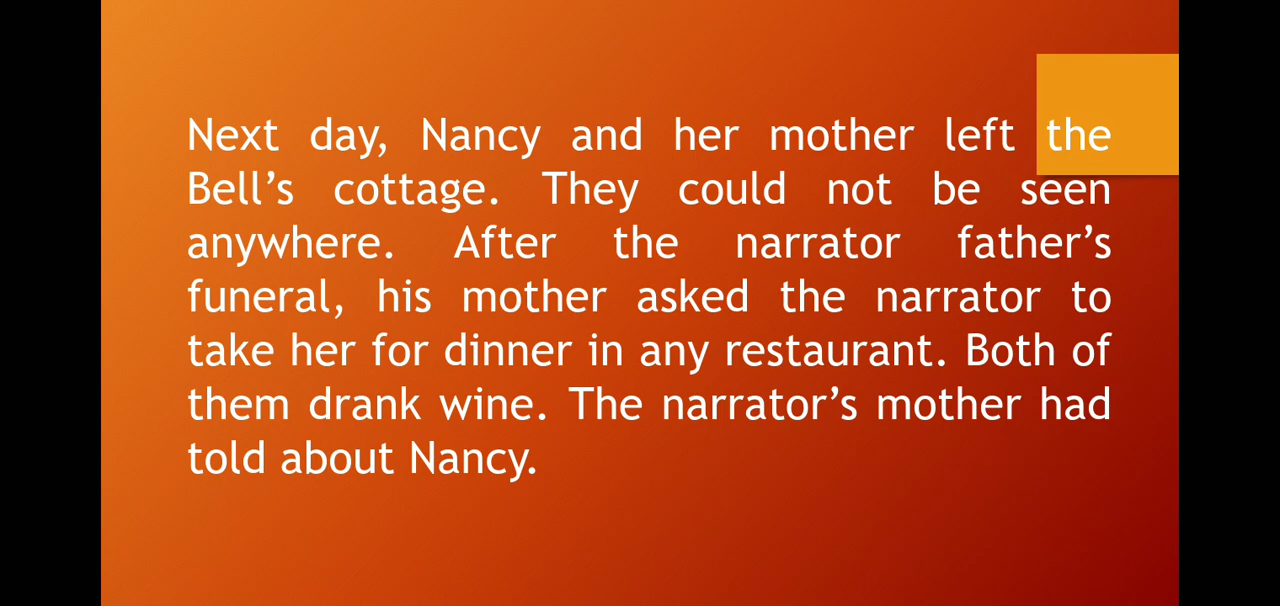 Next day, Nancy and her mother left the
Bell’s cottage. They could not be seen
anywhere. After the narrator father’s
funeral, his mother asked the narrator to
take her for dinner in any restaurant. Both of
them drank wine. The narrator’s mother had
told about Nancy.